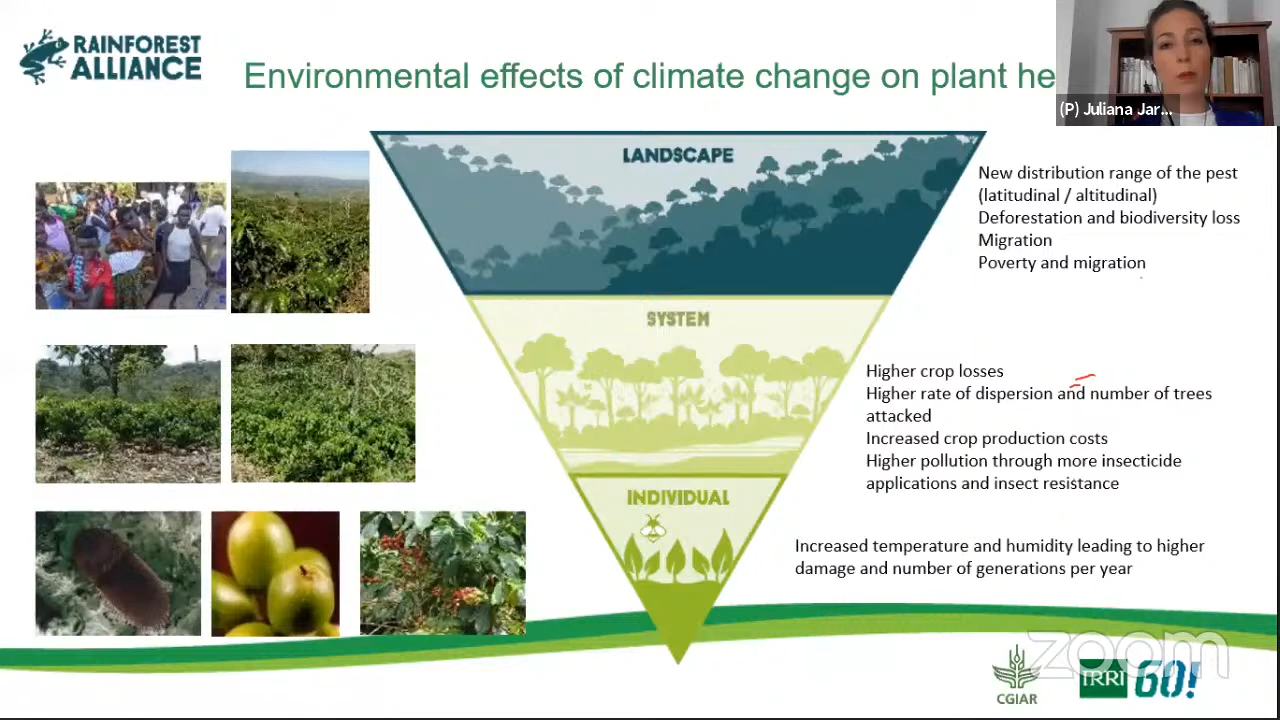 RAINFOREST
ALLIANCE
Environmental effects of climate change on plant he
(P) Juliana Jar...
LANDSCAPE
New distribution range of the pest
(latitudinal / altitudinal)
Deforestation and biodiversity loss
Migration
Poverty and migration
SYSTEM
Higher crop losses
Higher rate of dispersion and number of trees
attacked
Increased crop production costs
Higher pollution through more insecticide
applications and insect resistance
INDIVIDUAL
Increased temperature and humidity leading to higher
damage and number of generations per year
zoom
CGIAR
IRRI 60!